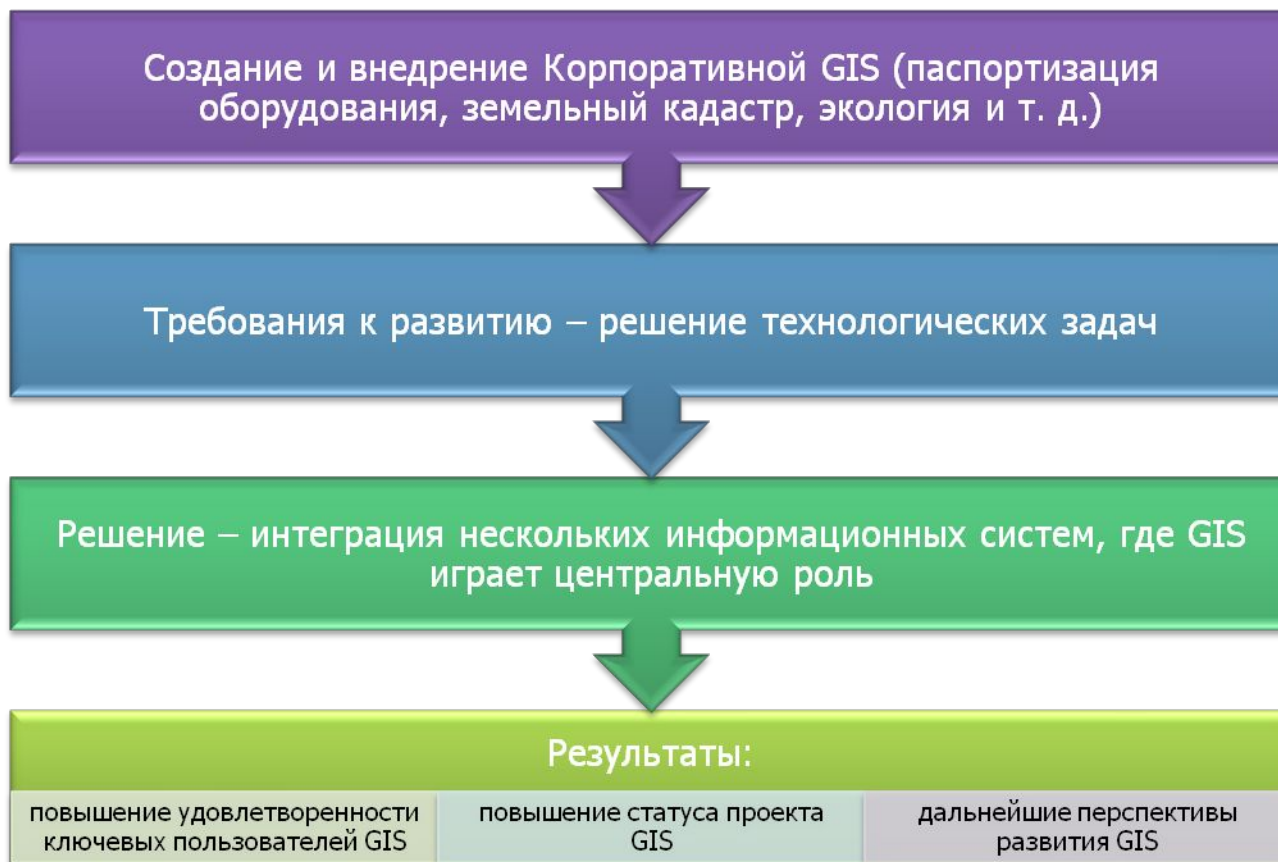 Создание и внедрение Корпоративной GIS (паспортизация
оборудования, земельный кадастр, экология и т. д.)
Требования к развитию – решение технологических задач
Решение – интеграция нескольких информационных систем, где GIS
играет центральную роль
Результаты:
повышение удовлетворенности
ключевых пользователей GIS
повышение статуса проекта
GIS
дальнейшие перспективы
развития GIS